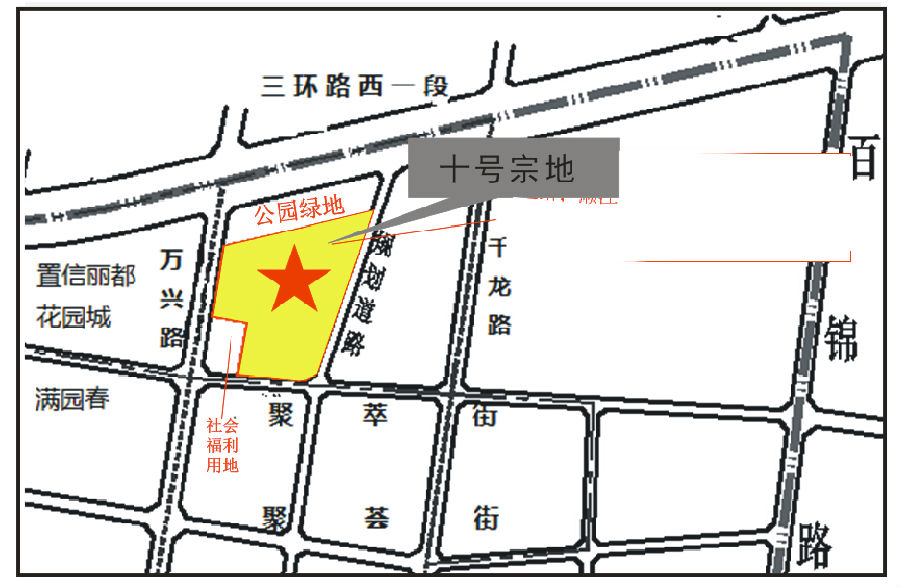 三环路西一段
百
十号宗地
公园绿地
万兴路
规划道路
千龙路
置信丽都
花园城
锦
满园春
聚萃街
社会
福利
用地
聚荟街
路